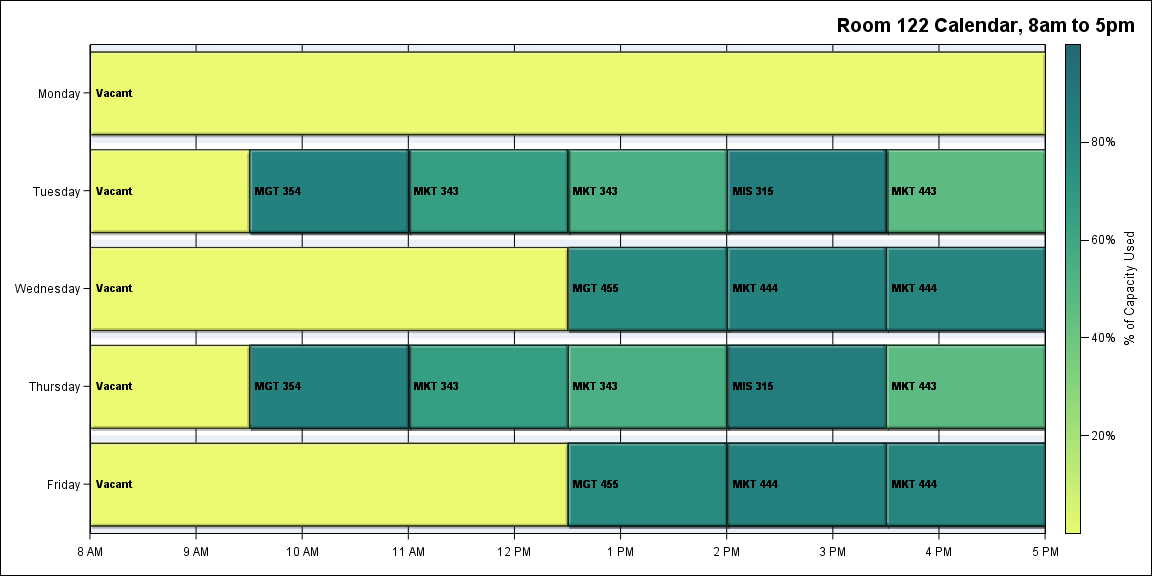 Room 122 Calendar, 8am to 5pm
Monday Vacant
80%
Tuesday Vacant MGT 354 MKT 343 MKT 343 MIS 315 MKT 443
60%
% of Capacity Used
Wednesday Vacant MGT 455 MKT 444 MKT 444
40%
Thursday Vacant MGT 354 MKT 343 MKT 343 MIS 315 MKT 443
20%
Friday Vacant MGT 455 MKT 444 MKT 444
8 AM 9 AM 10 AM 11 AM 12 PM 1 PM 2 PM 3 PM 4 PM 5 PM